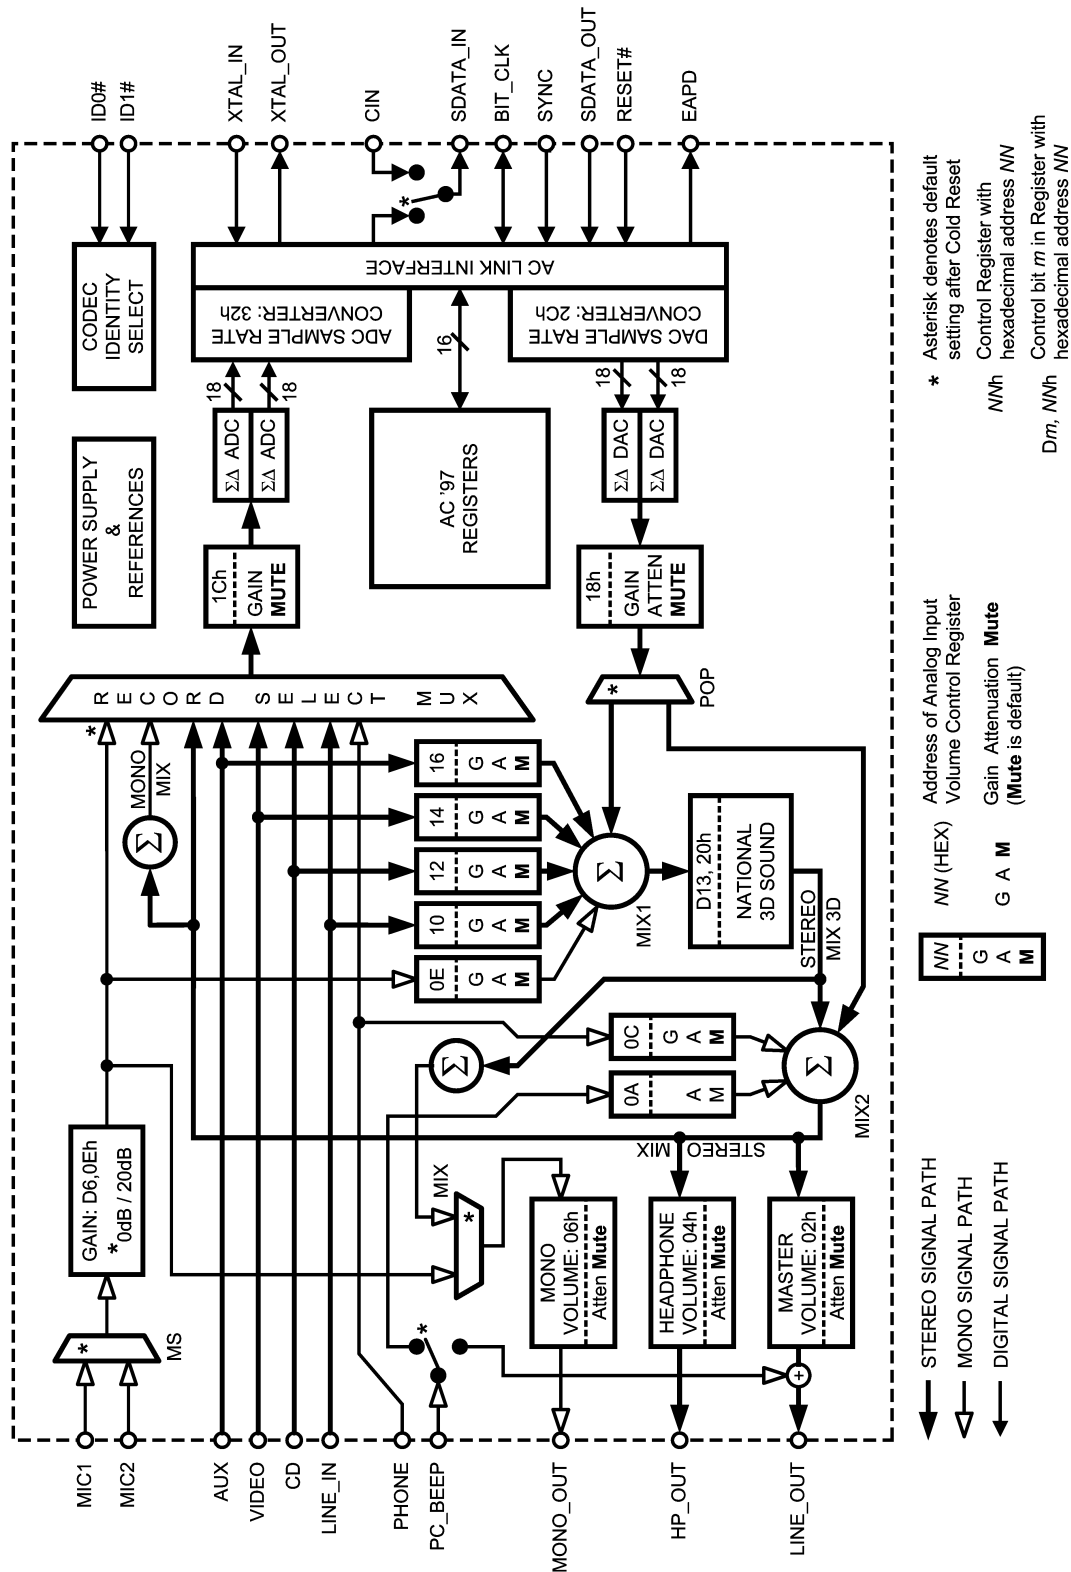 MIC1
MIC2
AUX
VIDEO
CD
LINE_IN
PHONE
PC_BEEP
MONO_OUT
HP_OUT
LINE_OUT
*
MS
GAIN: D6,0Eh
*0dB / 20dB
*
MIX
*
MONO
VOLUME: 06h
Atten Mute
HEADPHONE
VOLUME: 04h
Atten Mute
MASTER
VOLUME: 02h
Atten Mute
+
STEREO
MIX
Σ
0A
A M
0C
G A M
Σ
MIX2
0E
G A M
10
G A M
12
G A M
14
G A M
16
G A M
Σ
MONO
MIX
Σ
MIX1
D13, 20h
NATIONAL
3D SOUND
STEREO
MIX 3D
*
RECORD SELECT MUX
*
POP
1Ch
GAIN
MUTE
18h
GAIN
ATTEN
MUTE
POWER SUPPLY
&
REFERENCES
ΣΔ ADC
ΣΔ ADC
18
18
AC '97
REGISTERS
16
ΣΔ DAC
ΣΔ DAC
18
18
CODEC
IDENTITY
SELECT
ADC SAMPLE RATE
CONVERTER: 32h
DAC SAMPLE RATE
CONVERTER: 2Ch
AC LINK INTERFACE
*
ID0#
ID1#
XTAL_IN
XTAL_OUT
CIN
SDATA_IN
BIT_CLK
SYNC
SDATA_OUT
RESET#
EAPD
STEREO SIGNAL PATH
MONO SIGNAL PATH
DIGITAL SIGNAL PATH
NN
G A M
NN (HEX)
Address of Analog Input
Volume Control Register
G A M
Gain Attenuation Mute
(Mute is default)
*
Asterisk denotes default
setting after Cold Reset
NNh
Control Register with
hexadecimal address NN
Dm, NNh
Control bit m in Register with
hexadecimal address NN